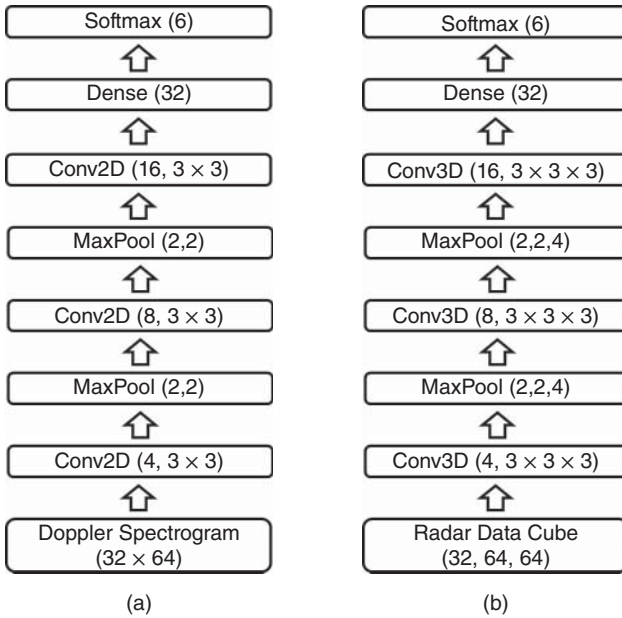 Softmax (6)
Dense (32)
Conv2D (16, 3 × 3)
MaxPool (2,2)
Conv2D (8, 3 × 3)
MaxPool (2,2)
Conv2D (4, 3 × 3)
Doppler Spectrogram
(32 × 64)
(a)
Softmax (6)
Dense (32)
Conv3D (16, 3 × 3 × 3)
MaxPool (2,2,4)
Conv3D (8, 3 × 3 × 3)
MaxPool (2,2,4)
Conv3D (4, 3 × 3 × 3)
Radar Data Cube
(32, 64, 64)
(b)